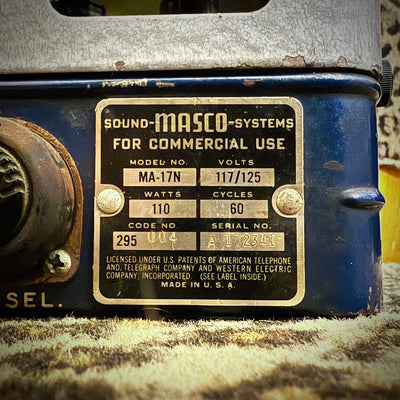 SOUND-MASCO-SYSTEMS
FOR COMMERCIAL USE
MODEL NO. VOLTS
MA-17N 117/125
WATTS CYCLES
110 60
CODE NO. SERIAL NO.
295 004 A 172361
LICENSED UNDER U.S. PATENTS OF AMERICAN TELEPHONE
AND, TELEGRAPH COMPANY AND WESTERN ELECTRIC
COMPANY, INCORPORATED. (SEE LABEL INSIDE.)
MADE IN U.S.A.
SEL.